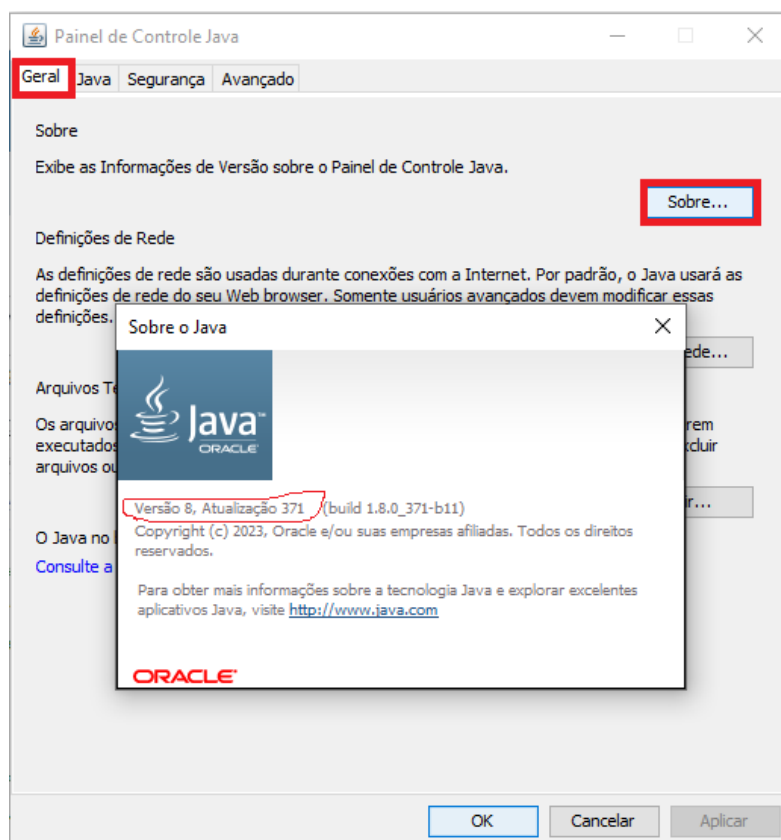 Painel de Controle Java
Geral Java Segurança Avançado
Sobre
Exibe as Informações de Versão sobre o Painel de Controle Java.
Sobre...
Definições de Rede
As definições de rede são usadas durante conexões com a Internet. Por padrão, o Java usará as
definições de rede do seu Web browser. Somente usuários avançados devem modificar essas
definições.
Sobre o Java
ede...
Arquivos Te
Os arquivo
rem
executados
xcluir
arquivos ou
Java
ORACLE
Versão 8, Atualização 371 (build 1.8.0_371-b11)
ir...
Copyright (c) 2023, Oracle e/ou suas empresas afiliadas. Todos os direitos
reservados.
O Java no
Consulte a
Para obter mais informações sobre a tecnologia Java e explorar excelentes
aplicativos Java, visite http://www.java.com
ORACLE
OK Cancelar Aplicar